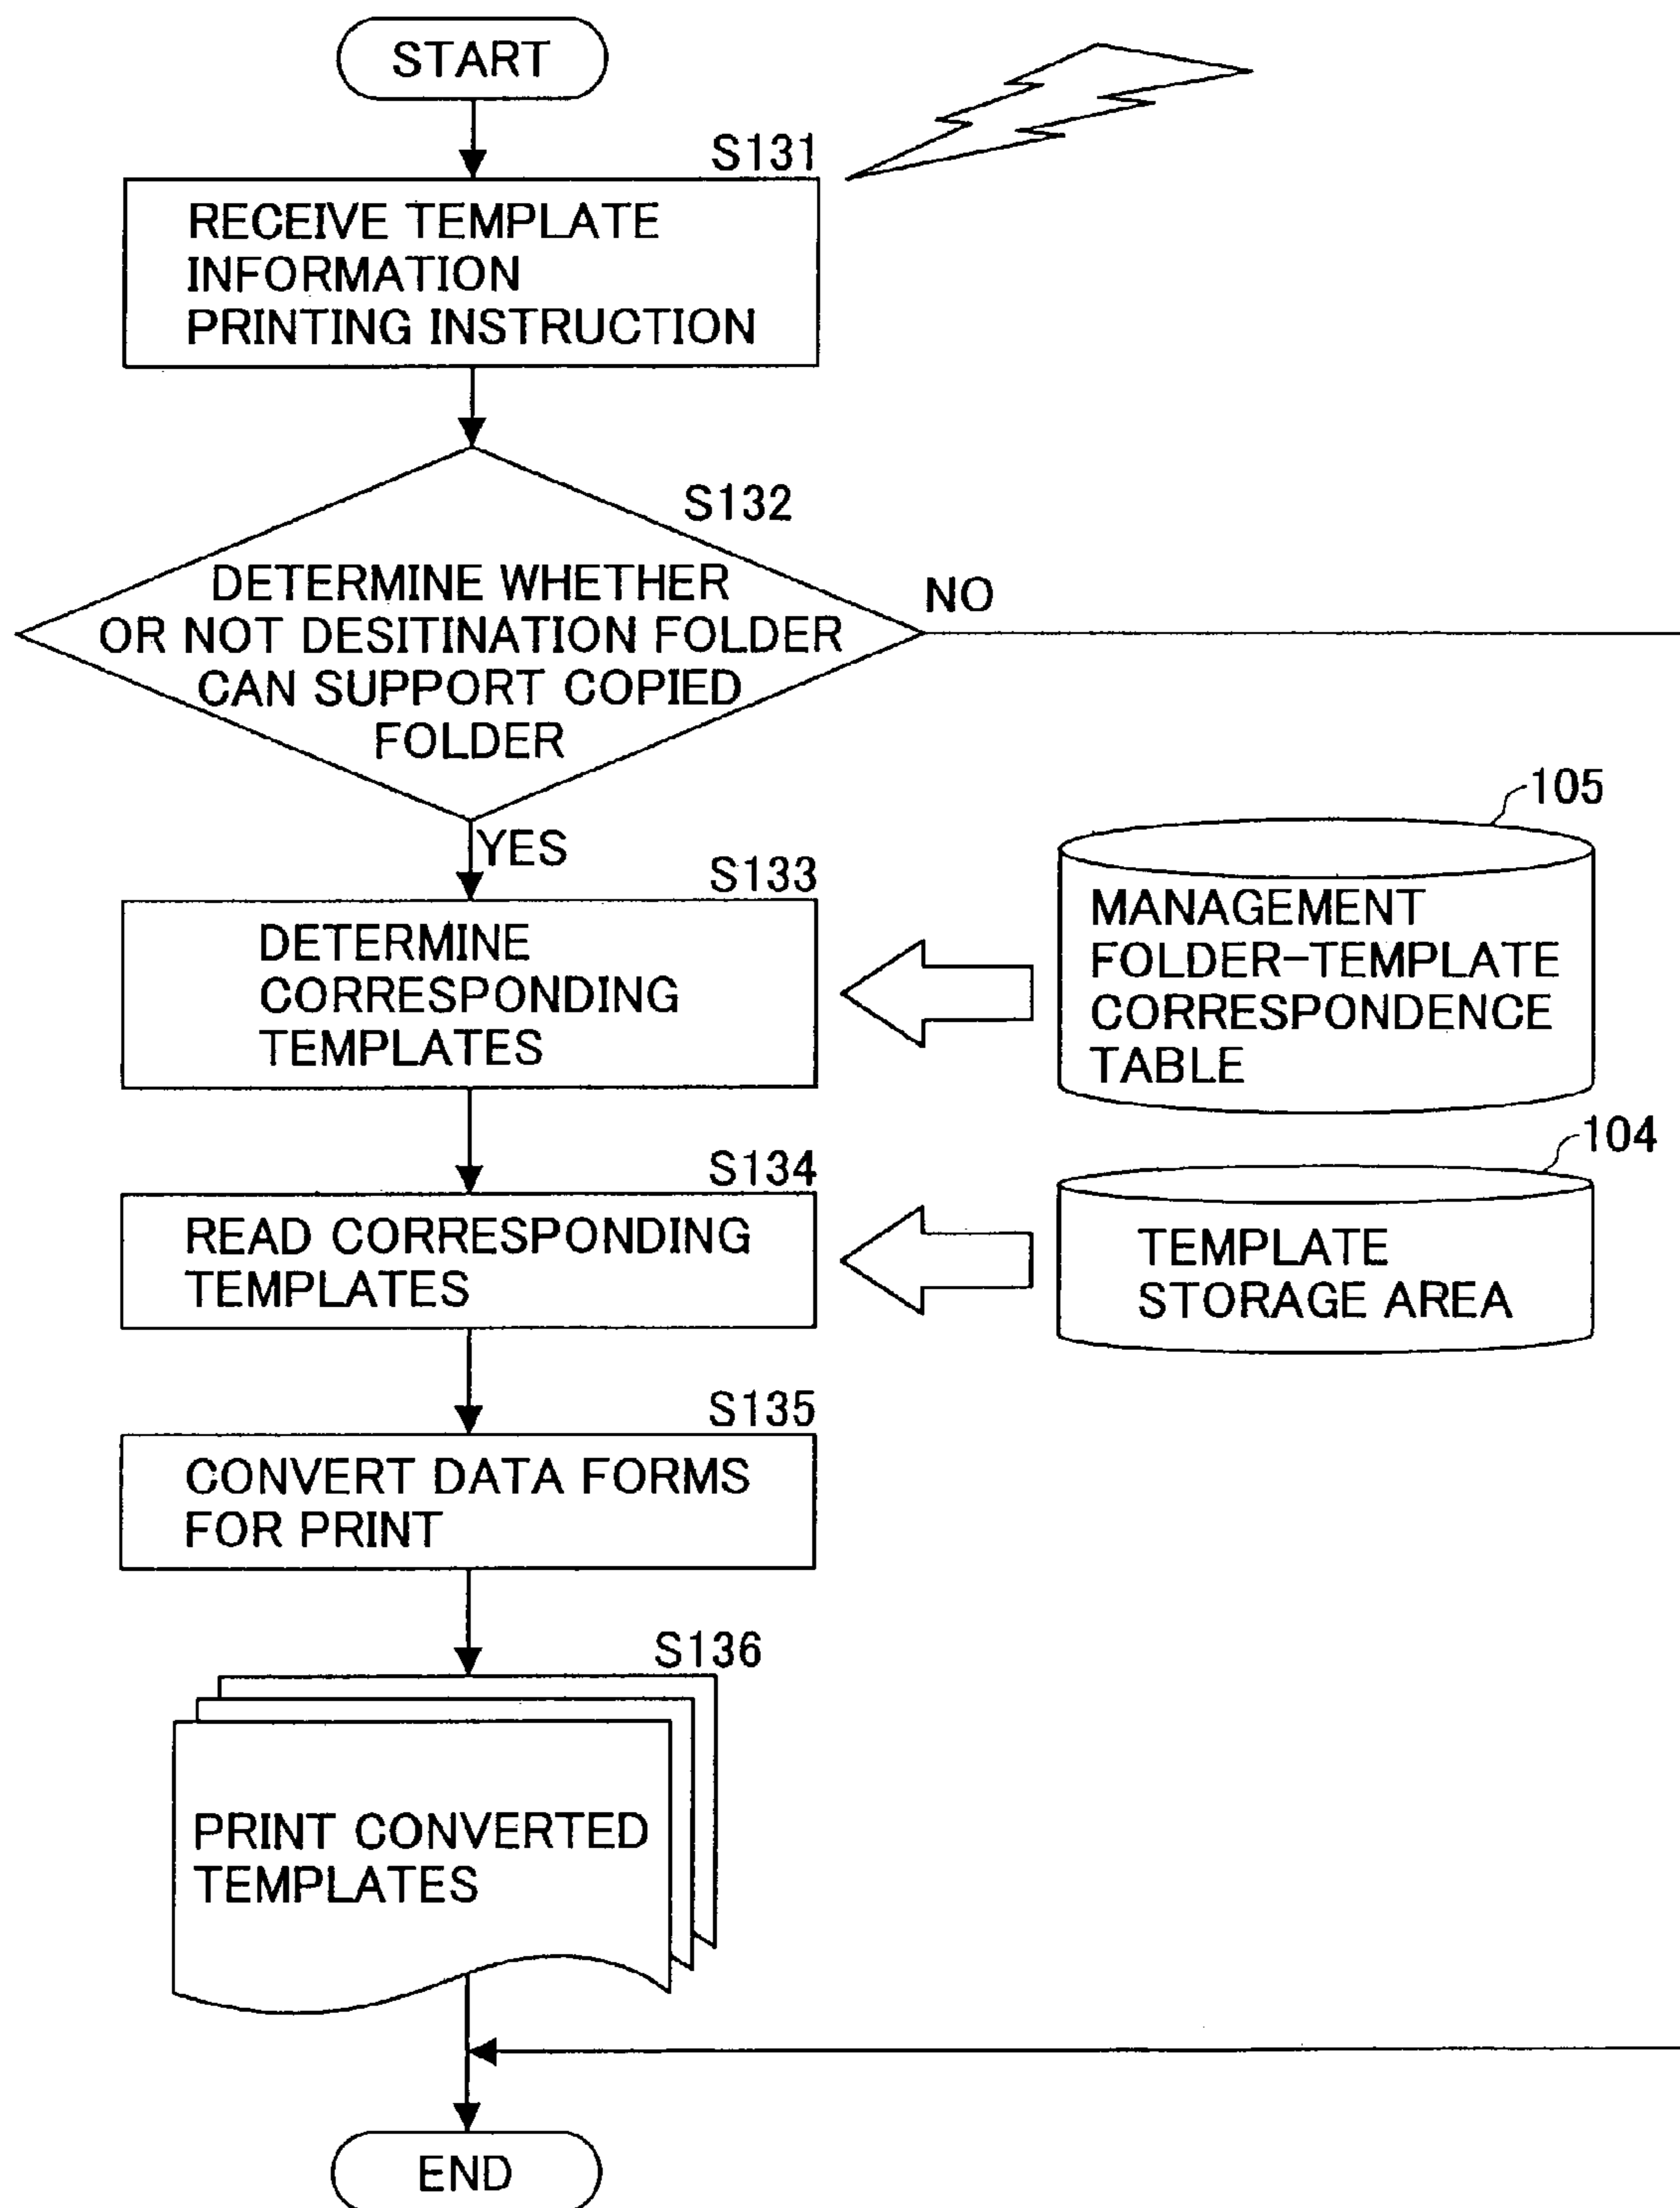 START
S131
RECEIVE TEMPLATE
INFORMATION
PRINTING INSTRUCTION
S132
DETERMINE WHETHER
OR NOT DESITINATION FOLDER
CAN SUPPORT COPIED
FOLDER
NO
YES
105
MANAGEMENT
FOLDER-TEMPLATE
CORRESPONDENCE
TABLE
S133
DETERMINE
CORRESPONDING
TEMPLATES
104
TEMPLATE
STORAGE AREA
S134
READ CORRESPONDING
TEMPLATES
S135
CONVERT DATA FORMS
FOR PRINT
S136
PRINT CONVERTED
TEMPLATES
END